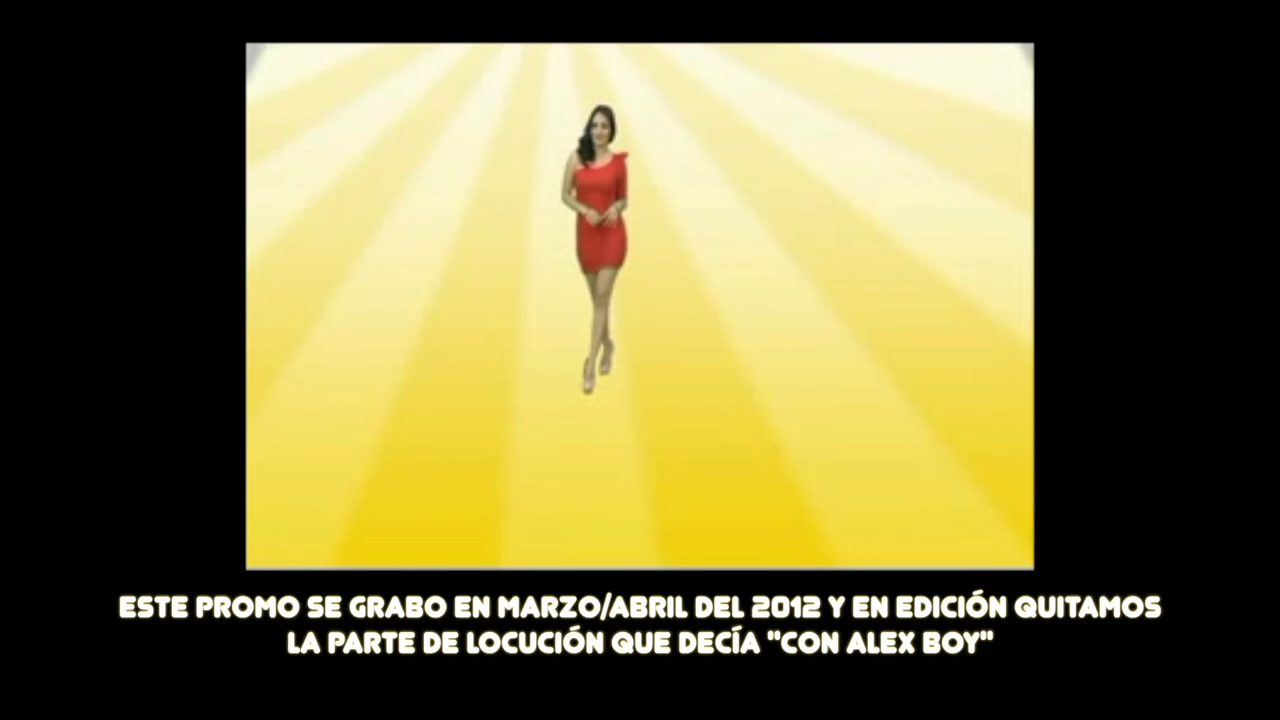 ESTE PROMO SE GRABO EN MARZO/ABRIL DEL 2012 Y EN EDICIÓN QUITAMOS
LA PARTE DE LOCUCIÓN QUE DECÍA "CON ALEX BOY"